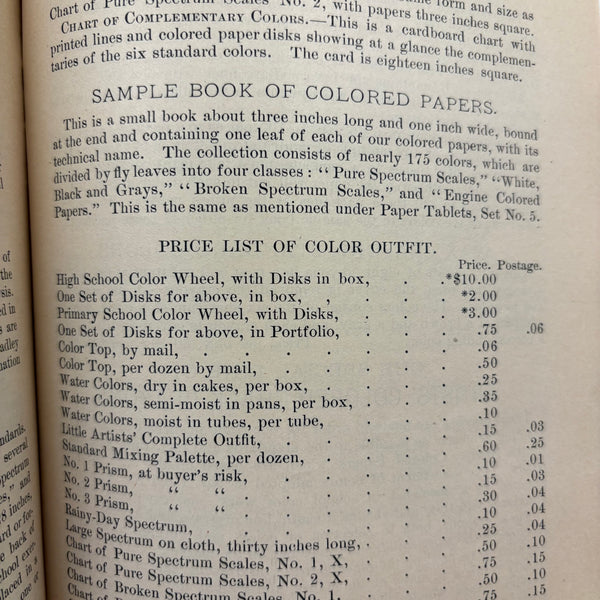 Chart of Pure Spectrum Scales No. 2, with papers three inches square.
CHART OF COMPLEMENTARY COLORS.—This is a cardboard chart with
printed lines and colored paper disks showing at a glance the complemen-
taries of the six standard colors. The card is eighteen inches square.
SAMPLE BOOK OF COLORED PAPERS.
This is a small book about three inches long and one inch wide, bound
at the end and containing one leaf of each of our colored papers, with its
technical name. The collection consists of nearly 175 colors, which are
divided by fly leaves into four classes: "Pure Spectrum Scales," "White,
Black and Grays," "Broken Spectrum Scales," and "Engine Colored
Papers." This is the same as mentioned under Paper Tablets, Set No. 5.
PRICE LIST OF COLOR OUTFIT.
Price. Postage.
High School Color Wheel, with Disks in box, . . *$10.00
One Set of Disks for above, in box, , . . . *2.00
Primary School Color Wheel, with Disks, . . . *3.00
One Set of Disks for above, in Portfolio, . . . .75 .06
Color Top, by mail, . . . . . . .06
Color Top, per dozen by mail, . . . . .50
Water Colors, dry in cakes, per box, . . . .25
Water Colors, semi-moist in pans, per box, . . .35
Water Colors, moist in tubes, per tube, . . . .10
Little Artists' Complete Outfit, . . . . .15 .03
Standard Mixing Palette, per dozen, . . . .60 .25
No. 1 Prism, at buyer's risk, . . . . .10 .01
No. 2 Prism, " " . . . . .15 .03
No. 3 Prism, " " . . . . .30 .04
Rainy-Day Spectrum, . . . . . .10 .04
Large Spectrum on cloth, thirty inches long, . . .25 .04
Chart of Pure Spectrum Scales, No. 1, X, . . .50 .10
Chart of Pure Spectrum Scales, No. 2, X, . . .75 .15
Chart of Broken Spectrum Scales, No. 1, . . .50 .10
.75 .15